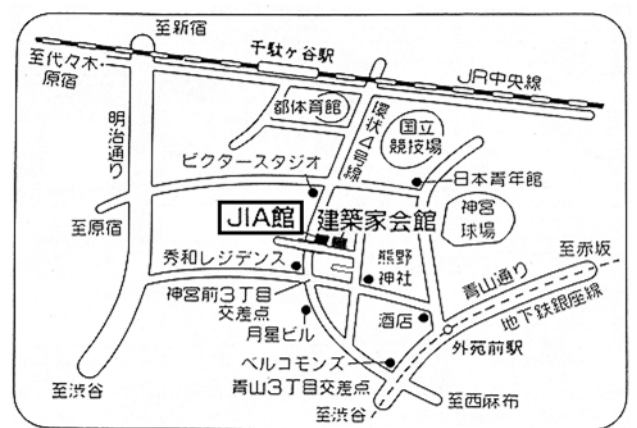 至新宿
千駄ヶ谷駅
至代々木・
原宿
JR中央線
明治通り
都体育館
環状4号線
国立
競技場
ビクタースタジオ
日本青年館
JIA館
建築家会館
神宮
球場
至原宿
秀和レジデンス
熊野
神社
至赤坂
青山通り
地下鉄銀座線
神宮前3丁目
交差点
月星ビル
酒店
外苑前駅
ベルコモンズ
青山3丁目交差点
至渋谷
至渋谷
至西麻布